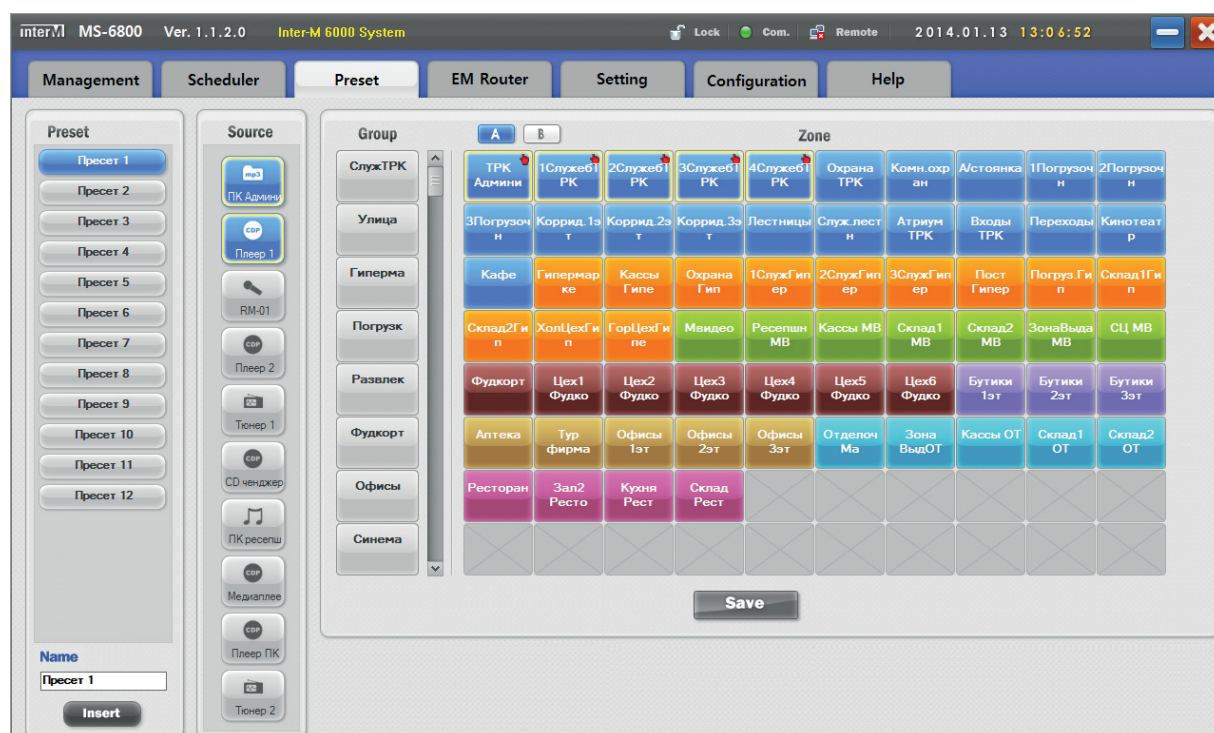 interM MS-6800 Ver. 1.1.2.0 Inter-M 6000 System Lock Com. Remote 2014.01.13 13:06:52
Management Scheduler Preset EM Router Setting Configuration Help
Preset
Пресет 1
Пресет 2
Пресет 3
Пресет 4
Пресет 5
Пресет 6
Пресет 7
Пресет 8
Пресет 9
Пресет 10
Пресет 11
Пресет 12
Name
Пресет 1
Insert
Source
mp3
ПК Админи
CDP
Плеер 1
RM-01
CDP
Плеер 2
Тюнер 1
CDP
CD ченджер
ПК ресепш
CDP
Медиаплее
CDP
Плеер ПК
Тюнер 2
Group
СлужТРК
Улица
Гиперма
Погрузк
Развлек
Фудкорт
Офисы
Синема
A B Zone
ТРК 1Служеб1 2Служеб1 3Служеб1 4Служеб1 Охрана Комн.охр А/стоянка 1Погрузоч 2Погрузоч
Админи РК РК РК РК ТРК ан н н
3Погрузоч Коррид.1э Коррид.2э Коррид.3э Лестницы Служ.лест Атриум Входы Переходы Кинотеат
н т т т н ТРК ТРК р
Кафе Гипермар Кассы Охрана 1СлужГип 2СлужГип 3СлужГип Пост Погруз.Ги Склад1Ги
ке Гипе Гип ер ер ер Гипер п п
Склад2Ги ХолЦехГи ГорЦехГи Мвидео Ресепшн Кассы МВ Склад1 Склад2 ЗонаВыда СЦ МВ
п п пе МВ МВ МВ МВ
Фудкорт Цех1 Цех2 Цех3 Цех4 Цех5 Цех6 Бутики Бутики Бутики
Фудко Фудко Фудко Фудко Фудко Фудко 1эт 2эт 3эт
Аптека Тур Офисы Офисы Офисы Отделоч Зона Кассы ОТ Склад1 Склад2
фирма 1эт 2эт 3эт Ма ВыдОТ ОТ ОТ
Ресторан Зал2 Кухня Склад
Ресто Рест Рест
Save